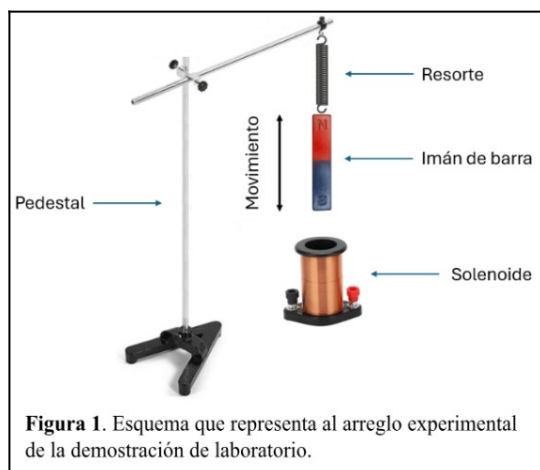 Resorte
Movimiento
N
Imán de barra
Pedestal
Solenoide
Figura 1. Esquema que representa al arreglo experimental
de la demostración de laboratorio.